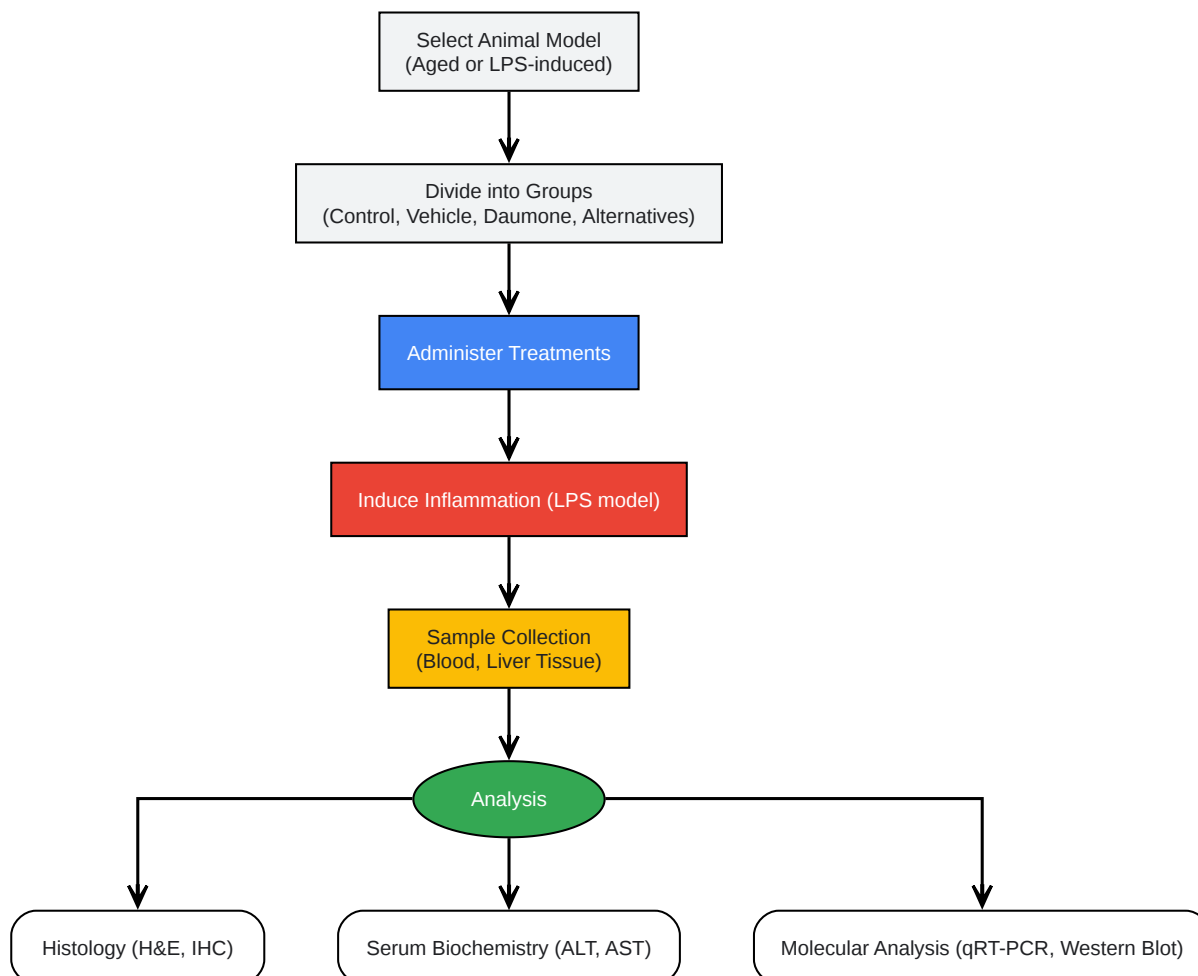 Select Animal Model
(Aged or LPS-induced)
Divide into Groups
(Control, Vehicle, Daumone, Alternatives)
Administer Treatments
Induce Inflammation (LPS model)
Sample Collection
(Blood, Liver Tissue)
Analysis
Histology (H&E, IHC)
Serum Biochemistry (ALT, AST)
Molecular Analysis (qRT-PCR, Western Blot)